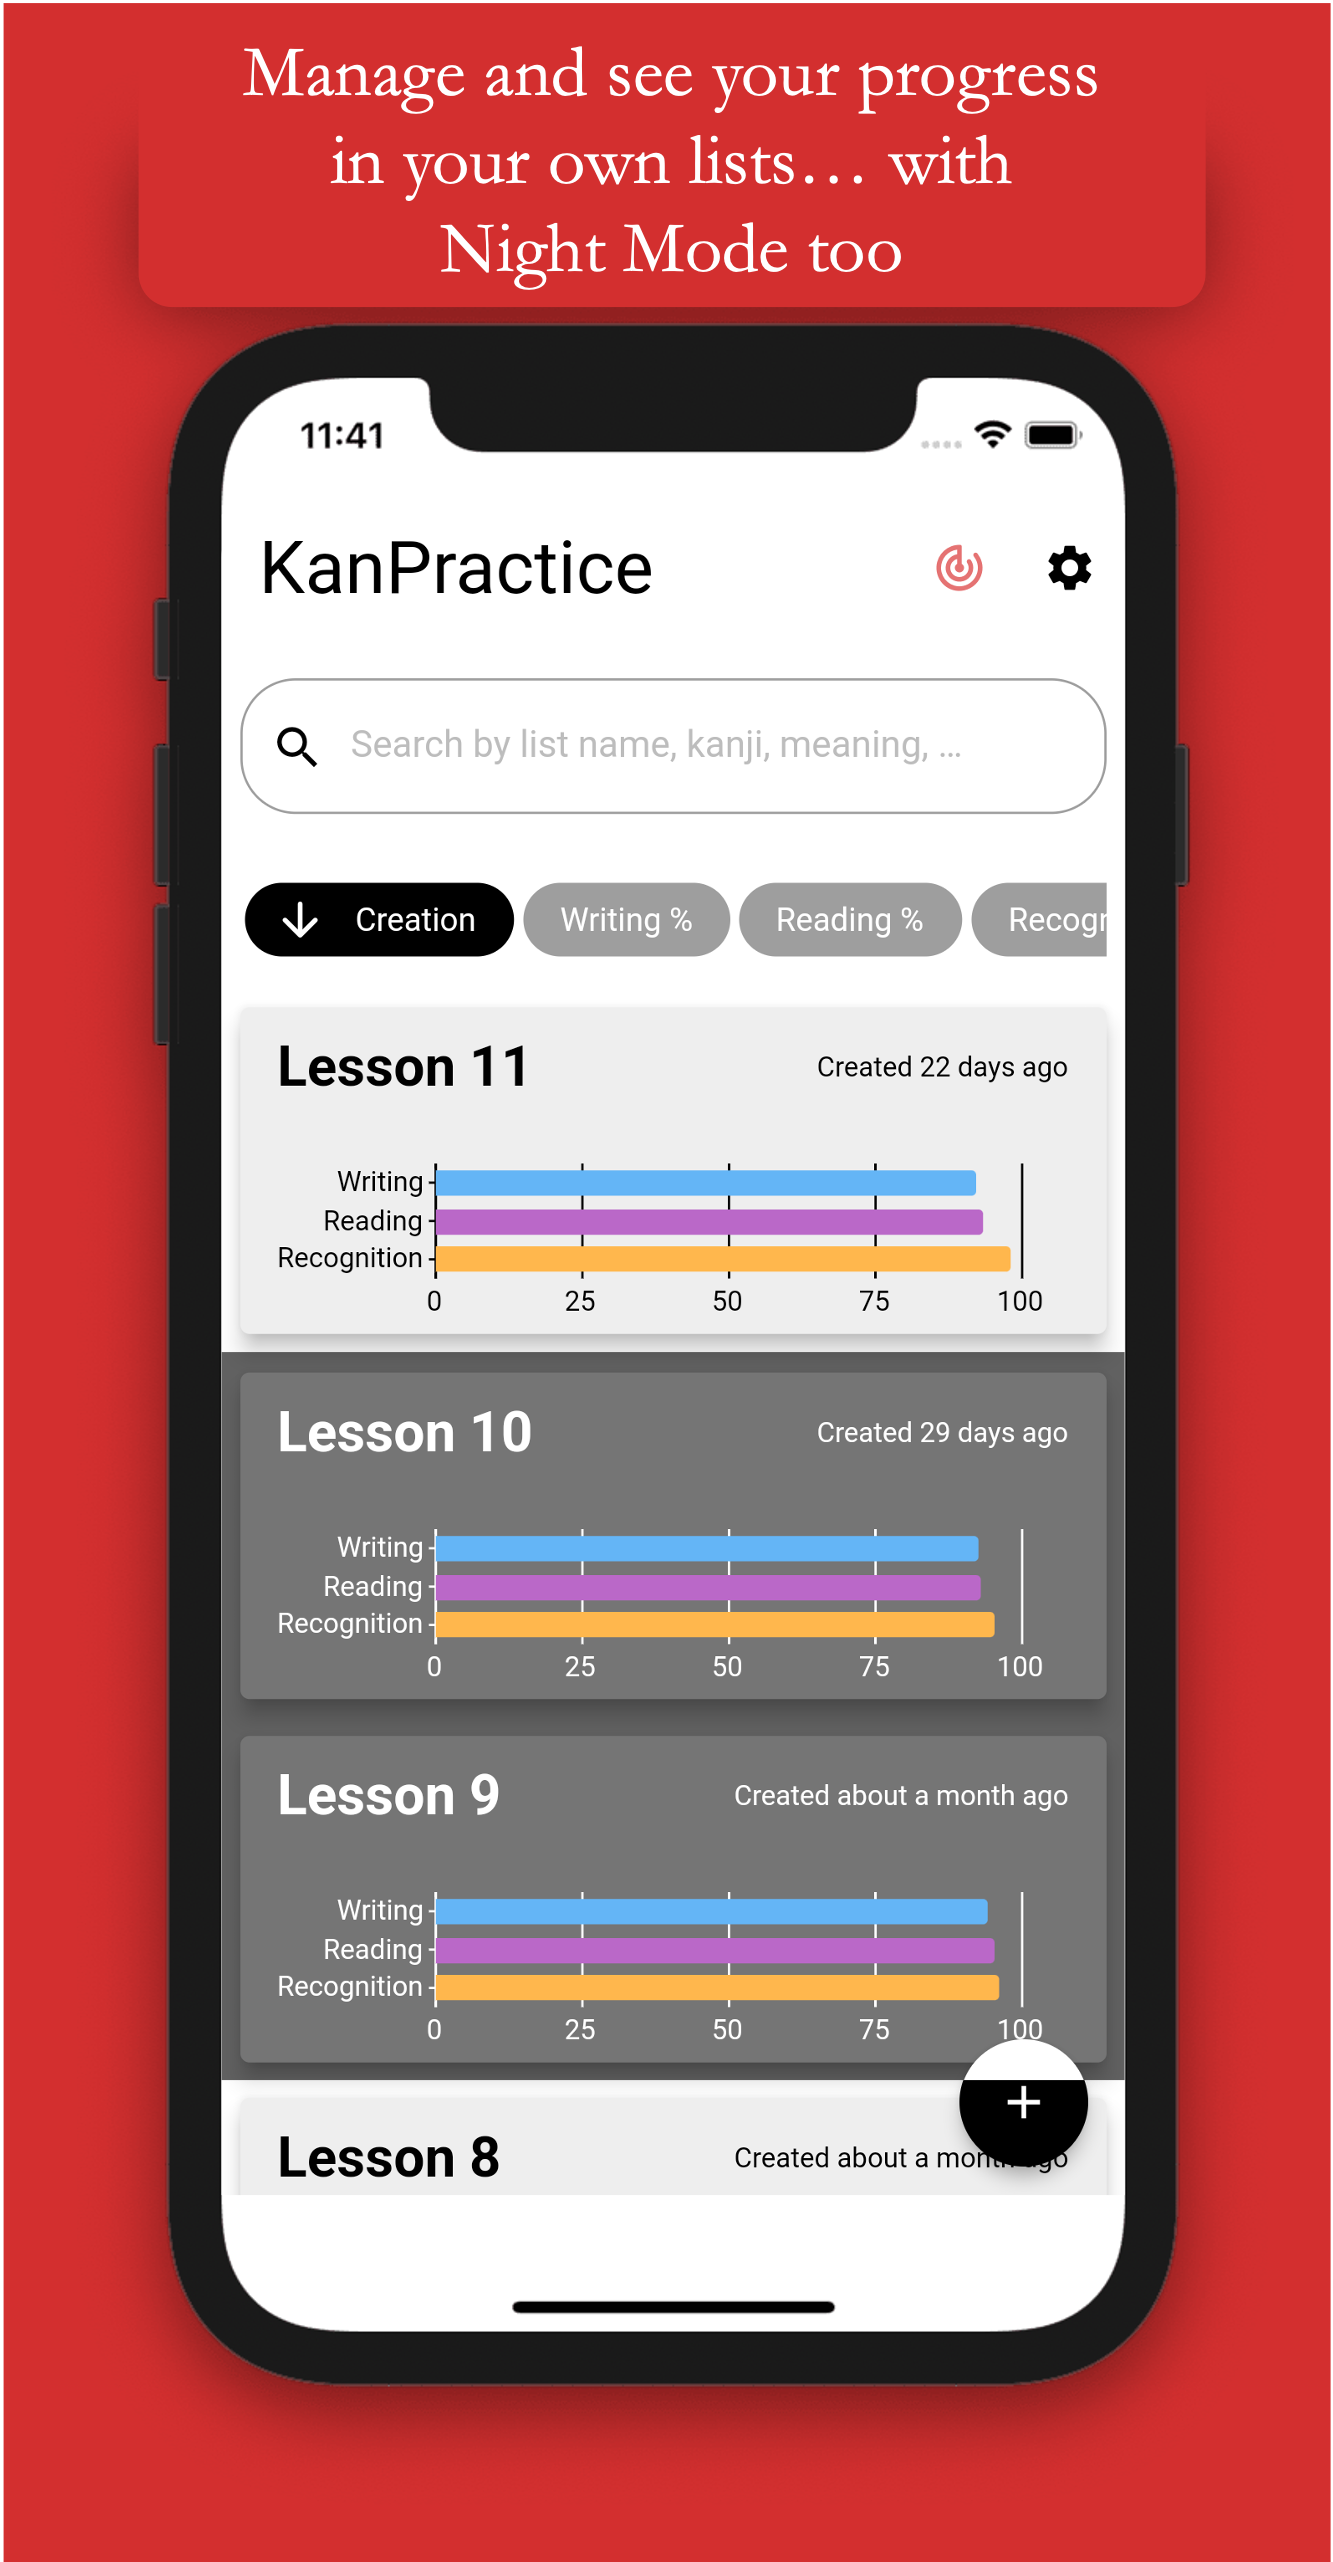 Manage and see your progress
in your own lists… with
Night Mode too
11:41
KanPractice
Search by list name, kanji, meaning, ...
Creation Writing % Reading % Recogr
Lesson 11 Created 22 days ago
Writing
Reading
Recognition
0 25 50 75 100
Lesson 10 Created 29 days ago
Writing
Reading
Recognition
0 25 50 75 100
Lesson 9 Created about a month ago
Writing
Reading
Recognition
0 25 50 75 100
+
Lesson 8 Created about a month ago